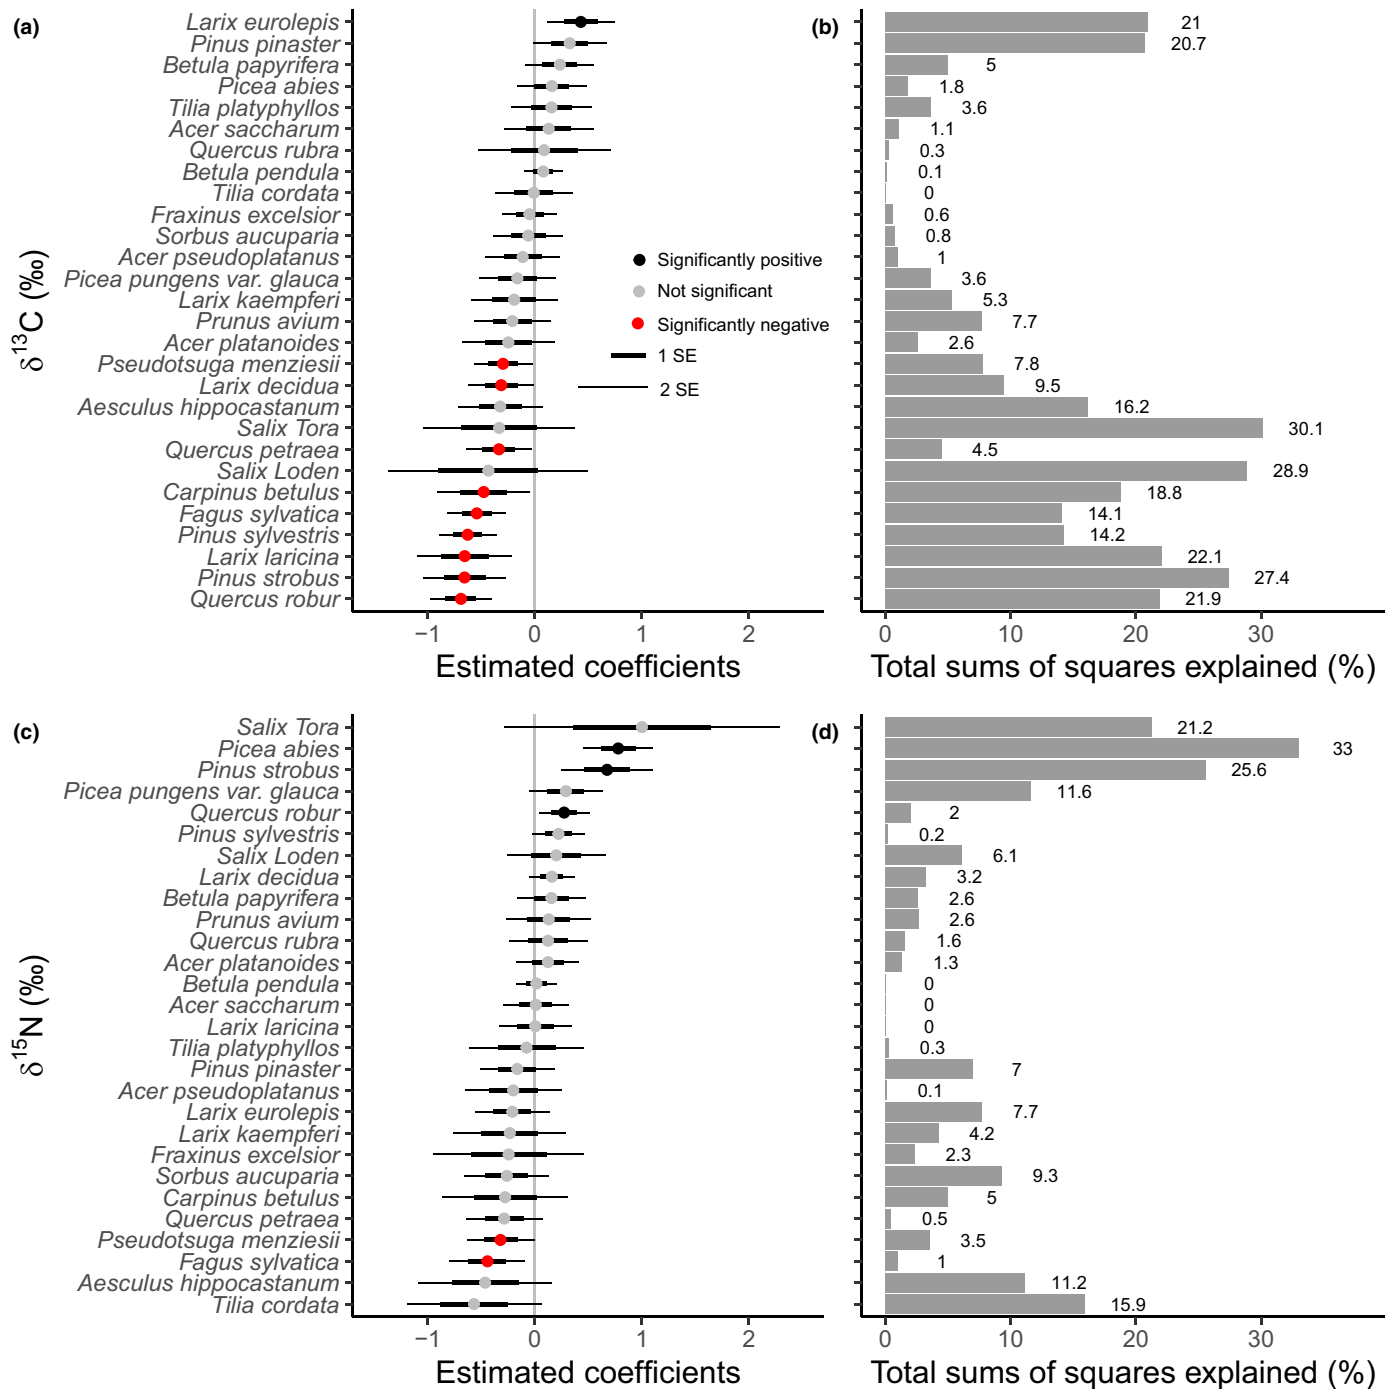 (a)
δ13C (‰)
Larix eurolepis
Pinus pinaster
Betula papyrifera
Picea abies
Tilia platyphyllos
Acer saccharum
Quercus rubra
Betula pendula
Tilia cordata
Fraxinus excelsior
Sorbus aucuparia
Acer pseudoplatanus
Picea pungens var. glauca
Larix kaempferi
Prunus avium
Acer platanoides
Pseudotsuga menziesii
Larix decidua
Aesculus hippocastanum
Salix Tora
Quercus petraea
Salix Loden
Carpinus betulus
Fagus sylvatica
Pinus sylvestris
Larix laricina
Pinus strobus
Quercus robur
Significantly positive
Not significant
Significantly negative
1 SE
2 SE
−1 0 1 2
Estimated coefficients
(b)
21
20.7
5
1.8
3.6
1.1
0.3
0.1
0
0.6
0.8
1
3.6
5.3
7.7
2.6
7.8
9.5
16.2
30.1
4.5
28.9
18.8
14.1
14.2
22.1
27.4
21.9
0 10 20 30
Total sums of squares explained (%)
(c)
δ15N (‰)
Salix Tora
Picea abies
Pinus strobus
Picea pungens var. glauca
Quercus robur
Pinus sylvestris
Salix Loden
Larix decidua
Betula papyrifera
Prunus avium
Quercus rubra
Acer platanoides
Betula pendula
Acer saccharum
Larix laricina
Tilia platyphyllos
Pinus pinaster
Acer pseudoplatanus
Larix eurolepis
Larix kaempferi
Fraxinus excelsior
Sorbus aucuparia
Carpinus betulus
Quercus petraea
Pseudotsuga menziesii
Fagus sylvatica
Aesculus hippocastanum
Tilia cordata
−1 0 1 2
Estimated coefficients
(d)
21.2
33
25.6
11.6
2
0.2
6.1
3.2
2.6
2.6
1.6
1.3
0
0
0
0.3
7
0.1
7.7
4.2
2.3
9.3
5
0.5
3.5
1
11.2
15.9
0 10 20 30
Total sums of squares explained (%)